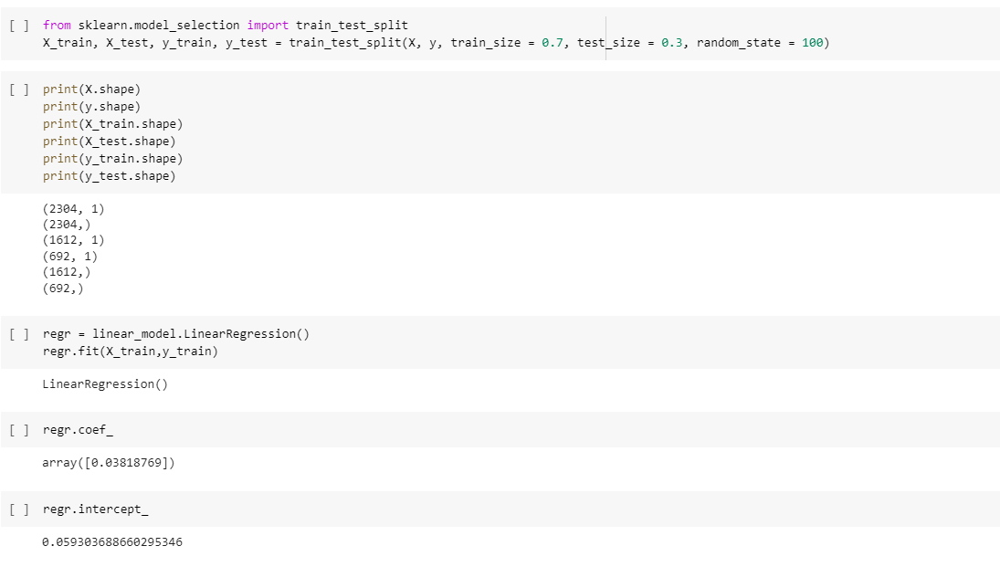 [ ] from sklearn.model_selection import train_test_split
X_train, X_test, y_train, y_test = train_test_split(X, y, train_size = 0.7, test_size = 0.3, random_state = 100)
[ ] print(X.shape)
print(y.shape)
print(X_train.shape)
print(X_test.shape)
print(y_train.shape)
print(y_test.shape)
(2304, 1)
(2304,)
(1612, 1)
(692, 1)
(1612,)
(692,)
[ ] regr = linear_model.LinearRegression()
regr.fit(X_train,y_train)
LinearRegression()
[ ] regr.coef_
array([0.03818769])
[ ] regr.intercept_
0.059303688660295346